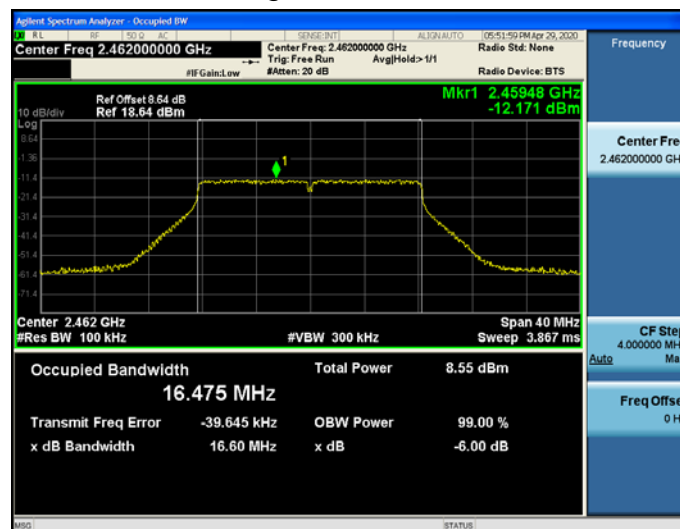 Agilent Spectrum Analyzer - Occupied BW
RL RF 50 Ω AC SENSE:INT ALIGN AUTO 05:51:59 PM Apr 29, 2020
Center Freq 2.462000000 GHz
Center Freq: 2.462000000 GHz
Radio Std: None
Trig: Free Run Avg|Hold:> 1/1
#IFGain:Low
#Atten: 20 dB
Radio Device: BTS
Frequency
Ref Offset 8.64 dB
10 dB/div Ref 18.64 dBm
Mkr1 2.45948 GHz
-12.171 dBm
Log
8.64
-1.36
-11.4
-21.4
-31.4
-41.4
-51.4
-61.4
-71.4
1
Center 2.462 GHz
Span 40 MHz
#Res BW 100 kHz
#VBW 300 kHz
Sweep 3.867 ms
Occupied Bandwidth
16.475 MHz
Total Power 8.55 dBm
Transmit Freq Error -39.645 kHz
OBW Power 99.00 %
x dB Bandwidth 16.60 MHz
x dB -6.00 dB
Center Fre
2.462000000 GH
CF Ste
4.000000 MH
Auto Ma
Freq Offse
0 H
MSG
STATUS